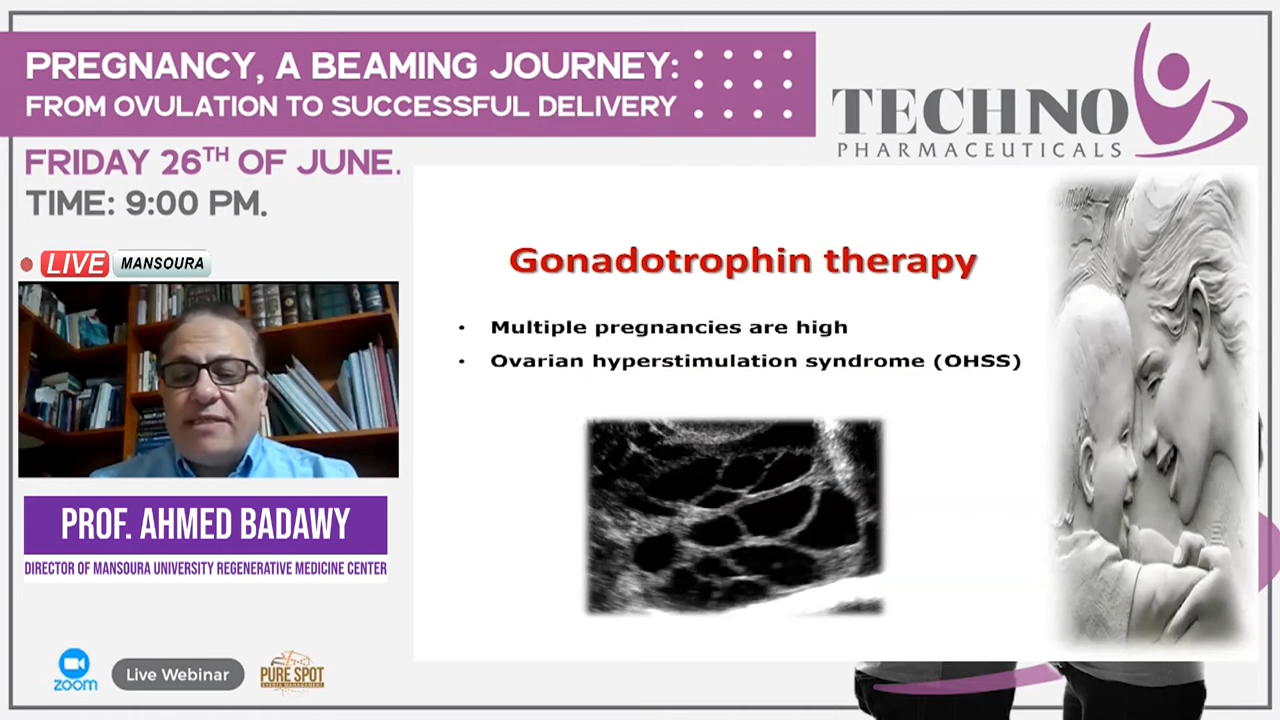 PREGNANCY, A BEAMING JOURNEY:
FROM OVULATION TO SUCCESSFUL DELIVERY
TECHNO
PHARMACEUTICALS
FRIDAY 26TH OF JUNE.
TIME: 9:00 PM.
LIVE MANSOURA
Gonadotrophin therapy
• Multiple pregnancies are high
• Ovarian hyperstimulation syndrome (OHSS)
PROF. AHMED BADAWY
DIRECTOR OF MANSOURA UNIVERSITY REGENERATIVE MEDICINE CENTER
zoom
Live Webinar
PURE SPOT
EVENTS MANAGEMENT